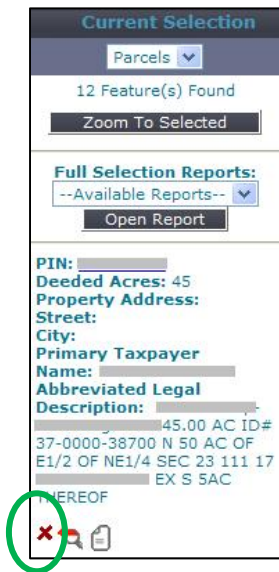 Current Selection
Parcels
12 Feature(s) Found
Zoom To Selected
Full Selection Reports:
--Available Reports--
Open Report
PIN:
Deeded Acres: 45
Property Address:
Street:
City:
Primary Taxpayer
Name:
Abbreviated Legal
Description:
45.00 AC ID#
37-0000-38700 N 50 AC OF
E1/2 OF NE1/4 SEC 23 111 17
EX S 5AC
THEREOF